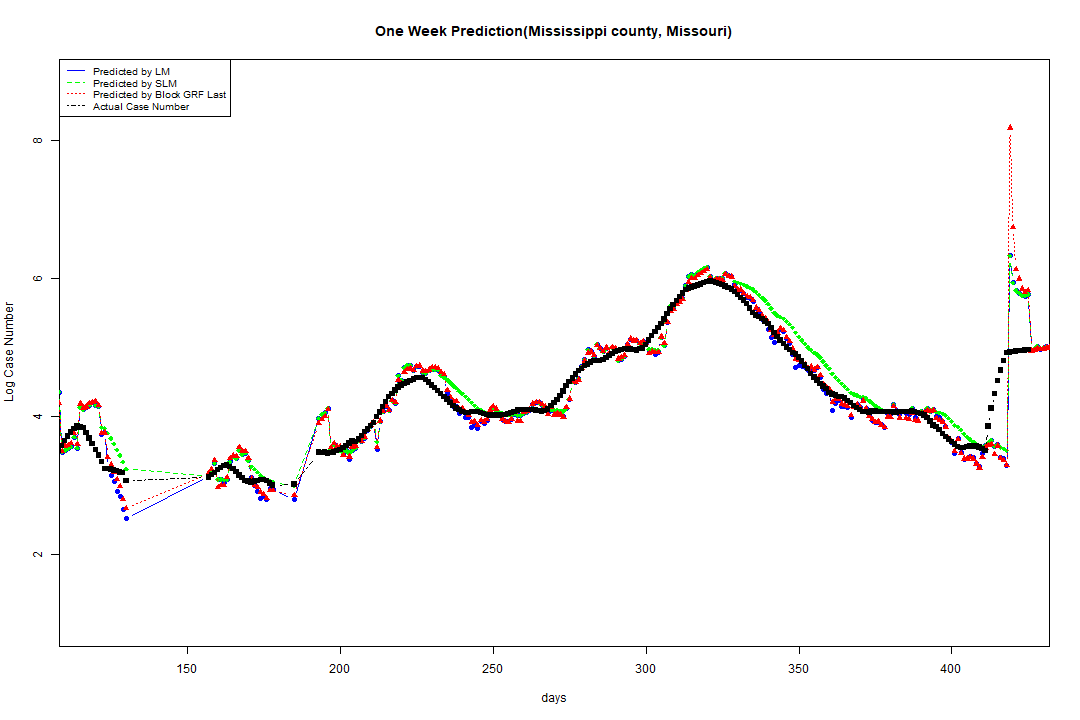 One Week Prediction(Mississippi county, Missouri)
Predicted by LM
Predicted by SLM
Predicted by Block GRF Last
Actual Case Number
8
6
4
2
Log Case Number
150 200 250 300 350 400
days